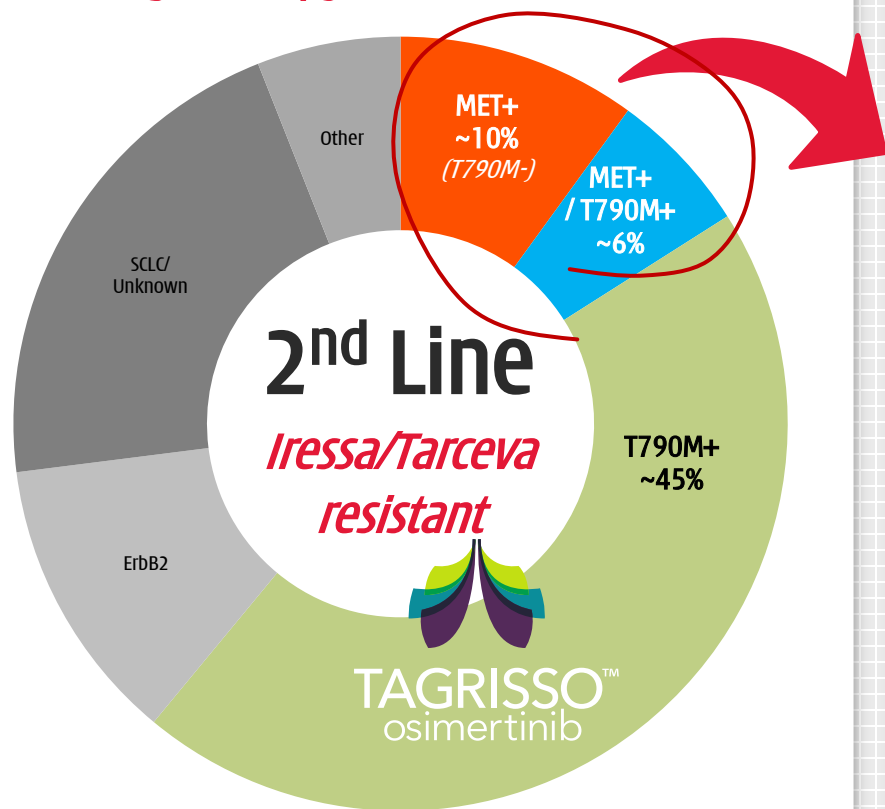 Other
MET+
~10%
(T790M-)
MET+
/ T790M+
~6%
SCLC/
Unknown
2nd Line
Iressa/Tarceva
resistant
T790M+
~45%
ErbB2
TAGRISSO™
osimertinib